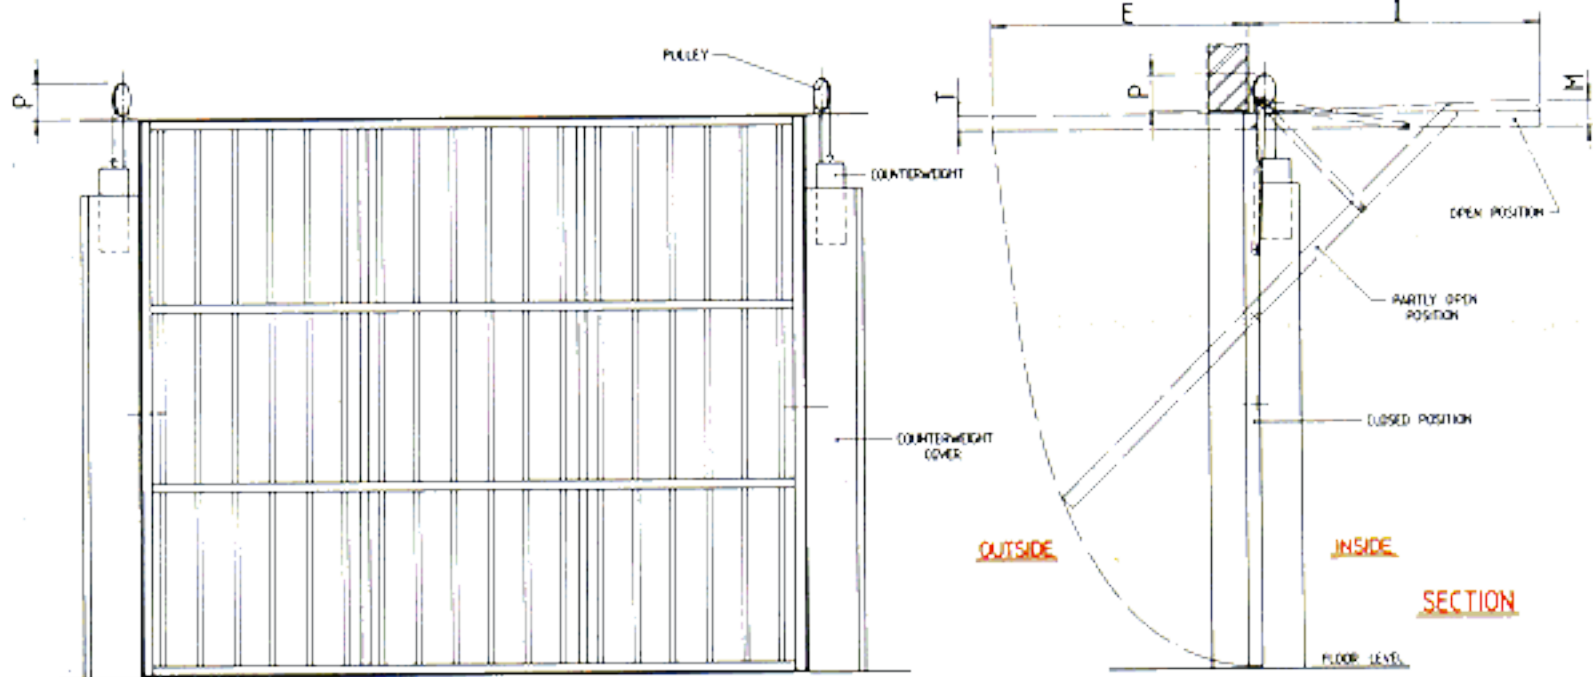 E
I
PULLEY
P
P
T
M
COUNTERWEIGHT
OPEN POSITION
PARTLY OPEN
POSITION
CLOSED POSITION
COUNTERWEIGHT
COVER
OUTSIDE
INSIDE
SECTION
FLOOR LEVEL